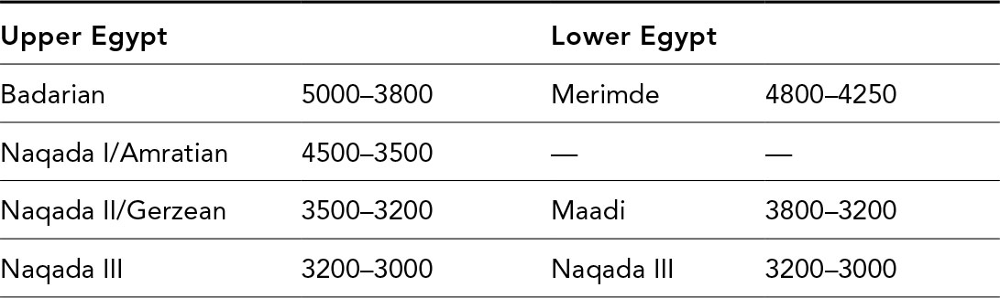 Upper Egypt Lower Egypt
Badarian 5000–3800 Merimde 4800–4250
Naqada I/Amratian 4500–3500 — —
Naqada II/Gerzean 3500–3200 Maadi 3800–3200
Naqada III 3200–3000 Naqada III 3200–3000